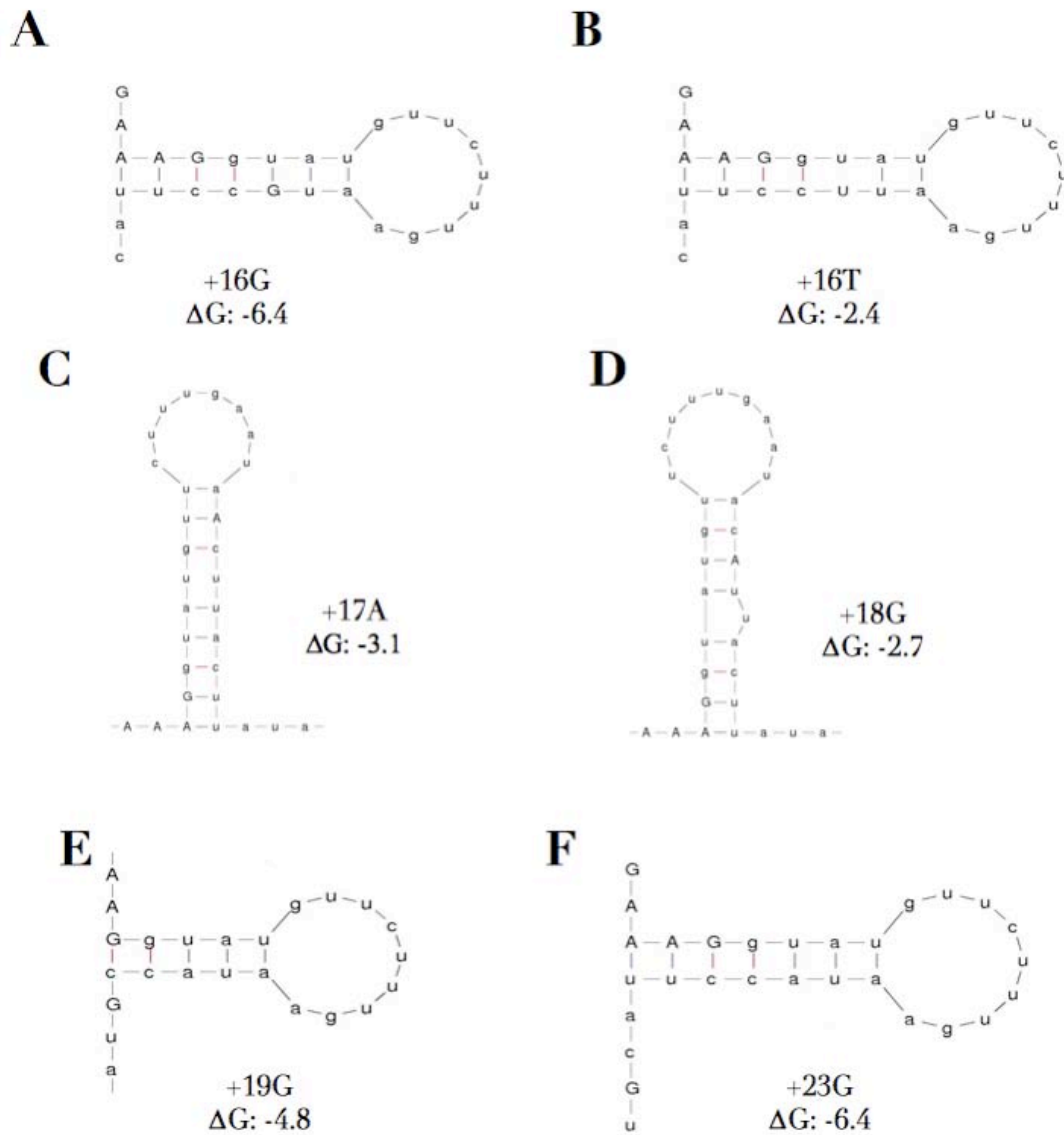 A
G A A A G g u a u g u u c u u u g a a u G c c u u a c
+16G
ΔG: -6.4
B
G A A A G g u a u g u u c u u u g a a u U c c u u a c
+16T
ΔG: -2.4
C
A A A A G g u a u g u u c u u u g a a u a A c u u a c u u a u a
+17A
ΔG: -3.1
D
A A A A G g u a u g u u c u u u g a a u a c A u u a c u u a u a
+18G
ΔG: -2.7
E
A A G g u a u g u u c u u u g a a u a c c G u a
+19G
ΔG: -4.8
F
G A A A G g u a u g u u c u u u g a a u a c c u u a c G u
+23G
ΔG: -6.4